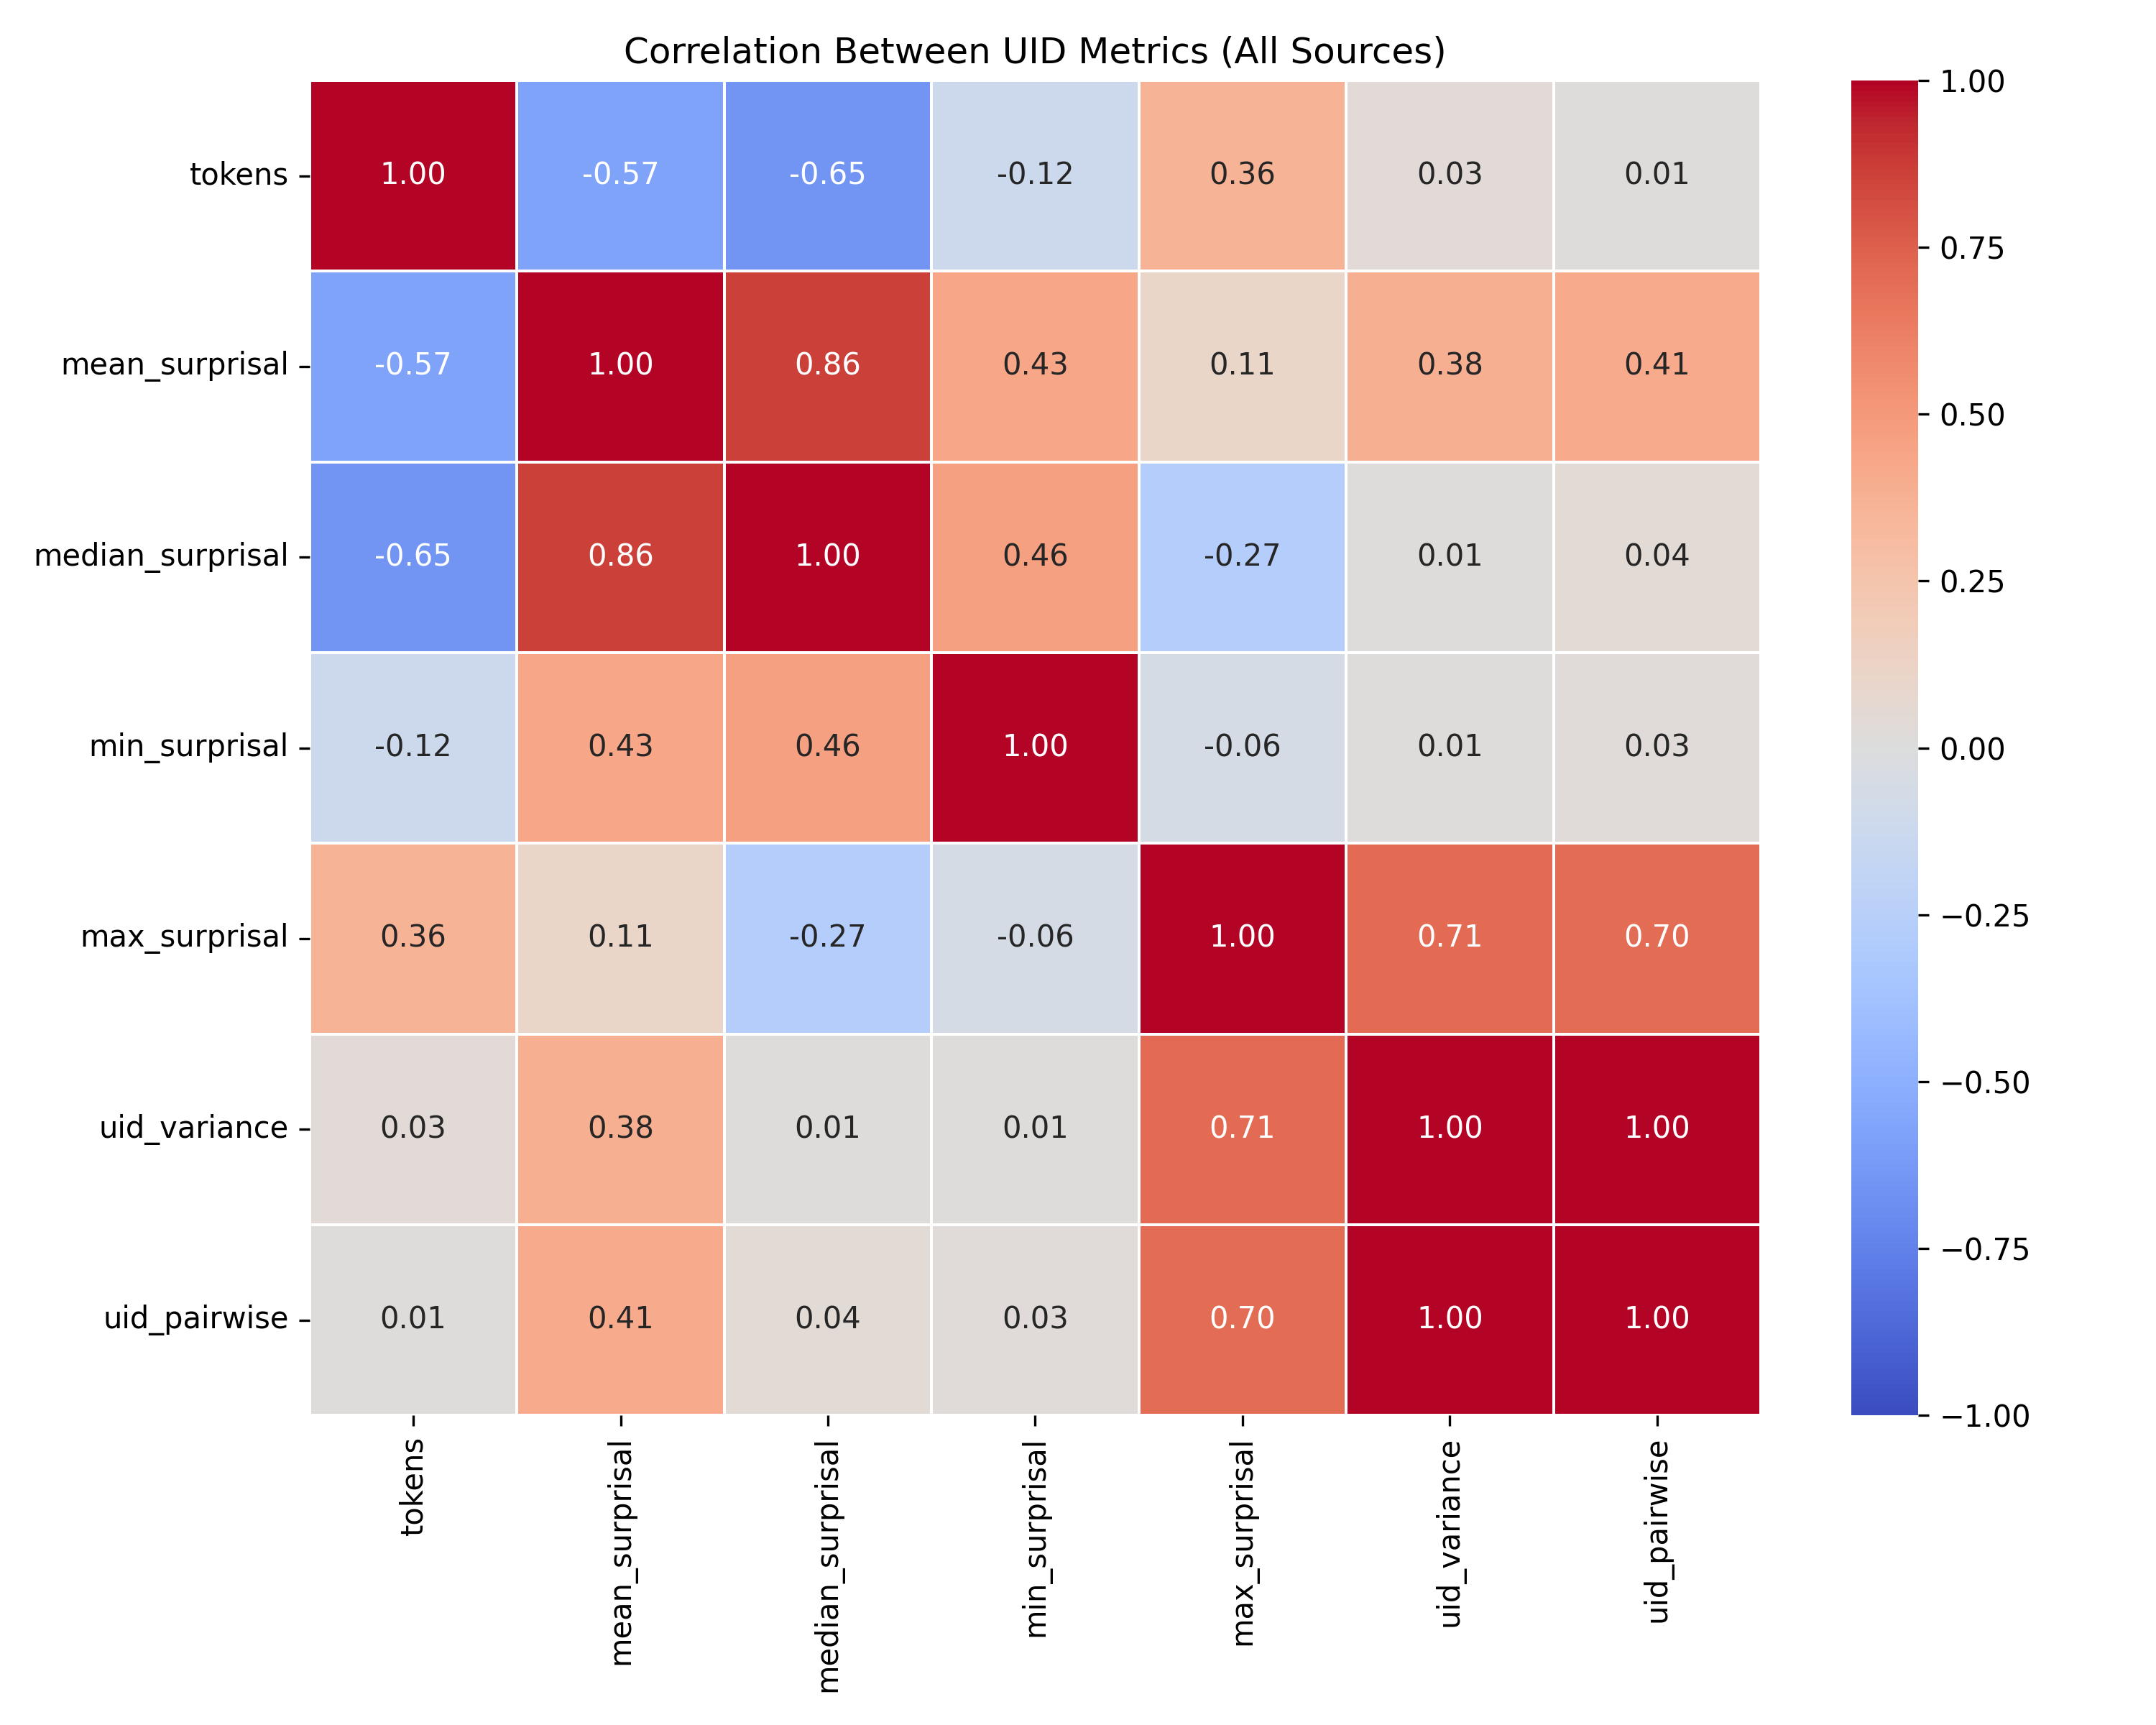 Correlation Between UID Metrics (All Sources)
tokens 1.00 -0.57 -0.65 -0.12 0.36 0.03 0.01
mean_surprisal -0.57 1.00 0.86 0.43 0.11 0.38 0.41
median_surprisal -0.65 0.86 1.00 0.46 -0.27 0.01 0.04
min_surprisal -0.12 0.43 0.46 1.00 -0.06 0.01 0.03
max_surprisal 0.36 0.11 -0.27 -0.06 1.00 0.71 0.70
uid_variance 0.03 0.38 0.01 0.01 0.71 1.00 1.00
uid_pairwise 0.01 0.41 0.04 0.03 0.70 1.00 1.00
tokens mean_surprisal median_surprisal min_surprisal max_surprisal uid_variance uid_pairwise
1.00
0.75
0.50
0.25
0.00
−0.25
−0.50
−0.75
−1.00